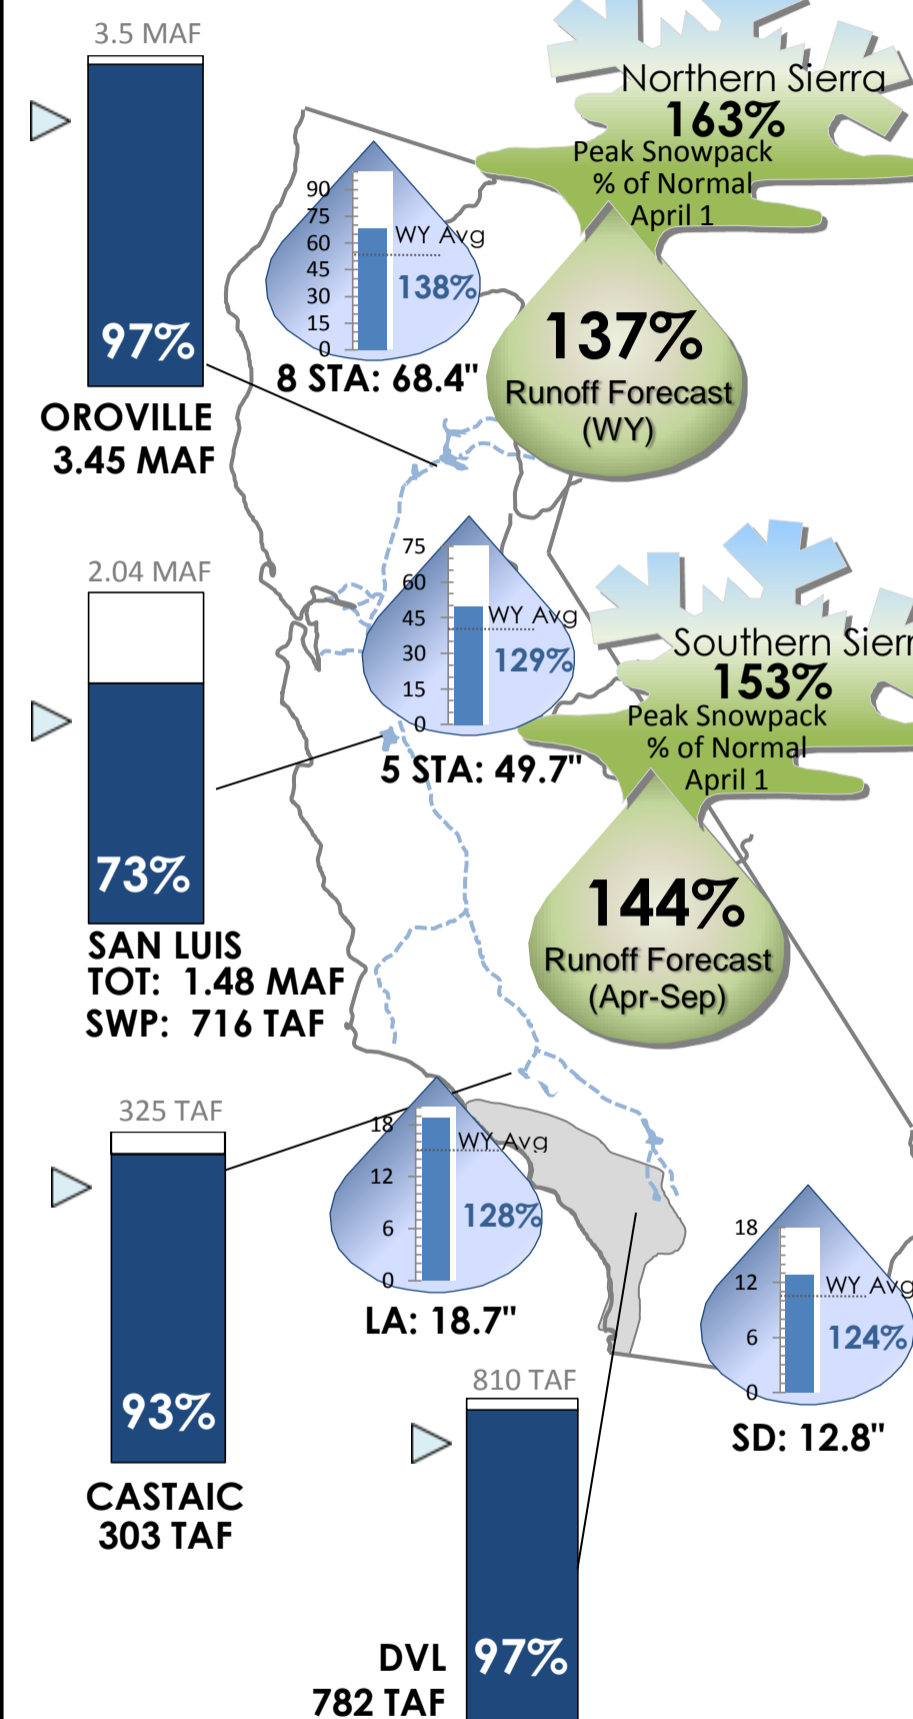 3.5 MAF
97%
OROVILLE
3.45 MAF
Northern Sierra
163%
Peak Snowpack
% of Normal
April 1
137%
Runoff Forecast
(WY)
90
75
60
45
30
15
0
WY Avg
138%
8 STA: 68.4"
2.04 MAF
73%
SAN LUIS
TOT: 1.48 MAF
SWP: 716 TAF
75
60
45
30
15
0
WY Avg
129%
5 STA: 49.7"
Southern Sierr
153%
Peak Snowpack
% of Normal
April 1
144%
Runoff Forecast
(Apr-Sep)
325 TAF
93%
CASTAIC
303 TAF
18
12
6
0
WY Avg
128%
LA: 18.7"
18
12
6
0
WY Avg
124%
SD: 12.8"
810 TAF
97%
DVL
782 TAF